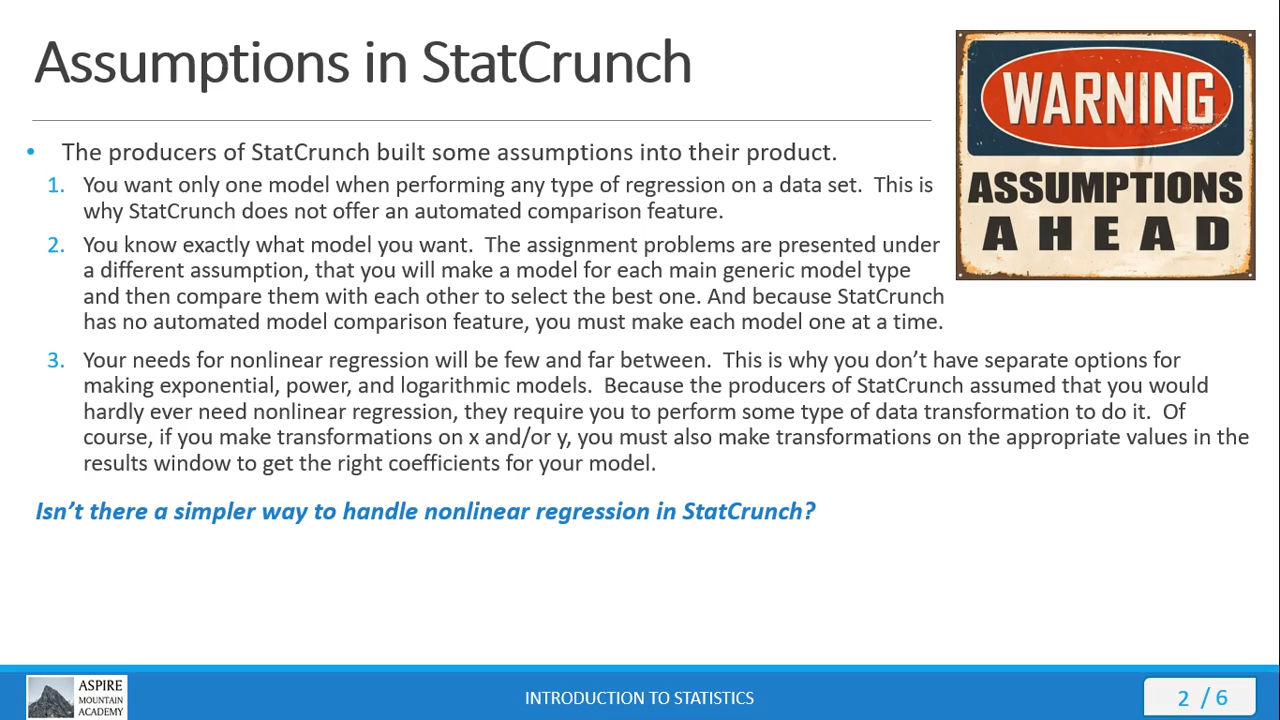 Assumptions in StatCrunch
WARNING
ASSUMPTIONS
AHEAD
• The producers of StatCrunch built some assumptions into their product.
1. You want only one model when performing any type of regression on a data set.  This is
why StatCrunch does not offer an automated comparison feature.
2. You know exactly what model you want.  The assignment problems are presented under
a different assumption, that you will make a model for each main generic model type
and then compare them with each other to select the best one. And because StatCrunch
has no automated model comparison feature, you must make each model one at a time.
3. Your needs for nonlinear regression will be few and far between.  This is why you don’t have separate options for
making exponential, power, and logarithmic models.  Because the producers of StatCrunch assumed that you would
hardly ever need nonlinear regression, they require you to perform some type of data transformation to do it.  Of
course, if you make transformations on x and/or y, you must also make transformations on the appropriate values in the
results window to get the right coefficients for your model.
Isn’t there a simpler way to handle nonlinear regression in StatCrunch?
ASPIRE
MOUNTAIN
ACADEMY
INTRODUCTION TO STATISTICS
2 / 6